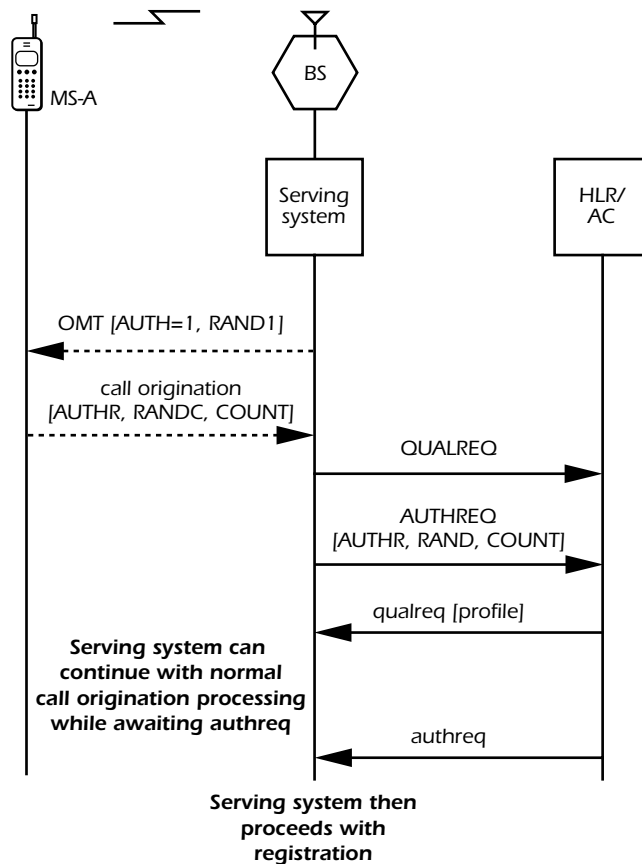 MS-A
BS
Serving
system
HLR/
AC
OMT [AUTH=1, RAND1]
call origination
[AUTHR, RANDC, COUNT]
QUALREQ
AUTHREQ
[AUTHR, RAND, COUNT]
qualreq [profile]
Serving system can
continue with normal
call origination processing
while awaiting authreq
authreq
Serving system then
proceeds with
registration